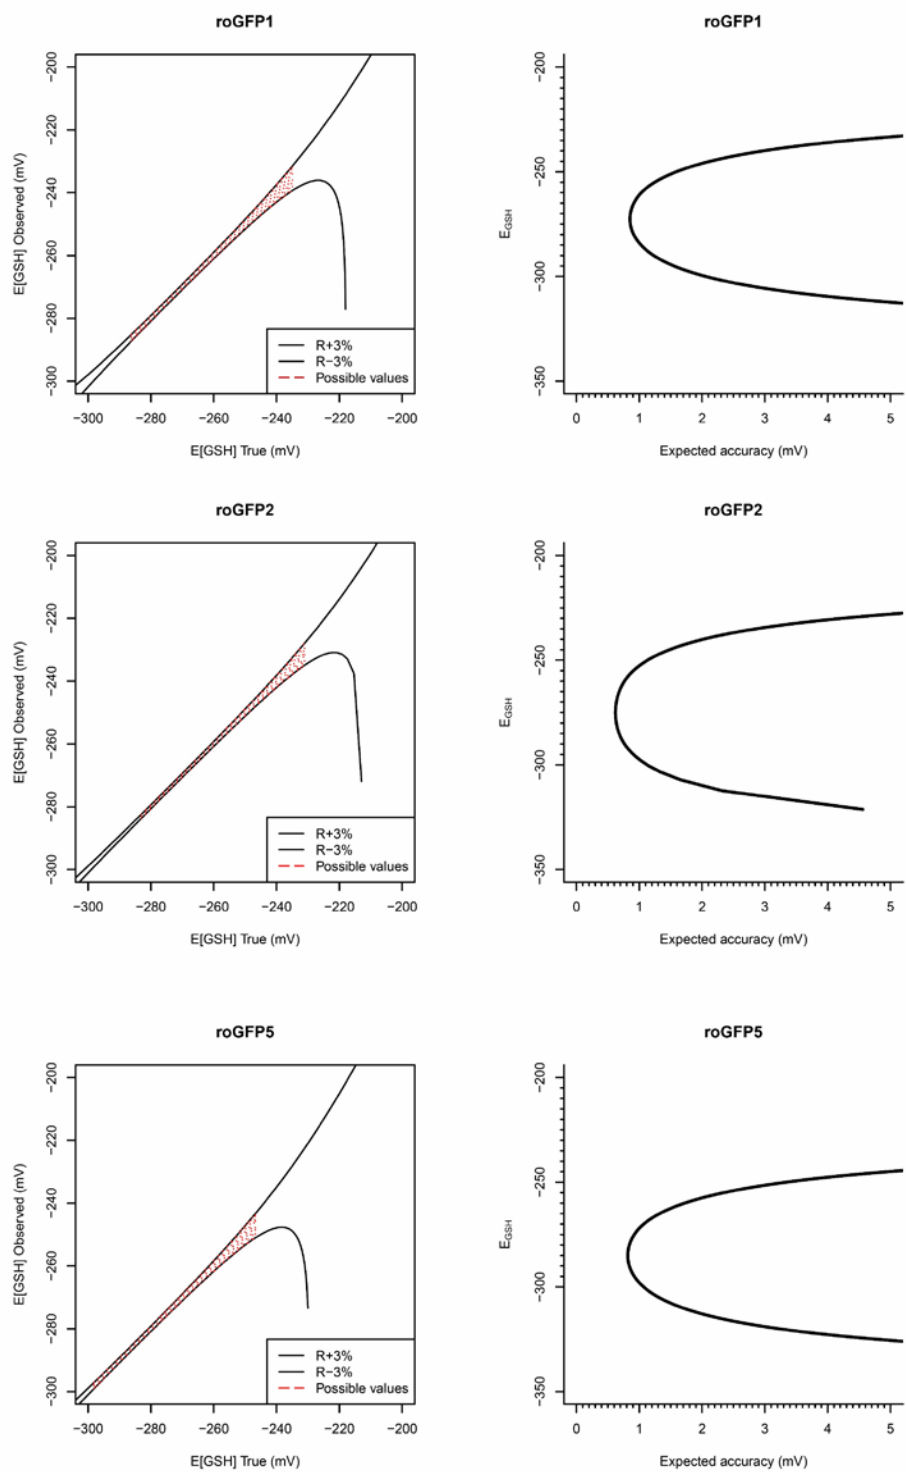 roGFP1
E[GSH] Observed (mV)
−200
−220
−240
−260
−280
−300
R+3%
R−3%
Possible values
−300 −280 −260 −240 −220 −200
E[GSH] True (mV)
roGFP1
EGSH
−200
−250
−300
−350
0 1 2 3 4 5
Expected accuracy (mV)
roGFP2
E[GSH] Observed (mV)
−200
−220
−240
−260
−280
−300
R+3%
R−3%
Possible values
−300 −280 −260 −240 −220 −200
E[GSH] True (mV)
roGFP2
EGSH
−200
−250
−300
−350
0 1 2 3 4 5
Expected accuracy (mV)
roGFP5
E[GSH] Observed (mV)
−200
−220
−240
−260
−280
−300
R+3%
R−3%
Possible values
−300 −280 −260 −240 −220 −200
E[GSH] True (mV)
roGFP5
EGSH
−200
−250
−300
−350
0 1 2 3 4 5
Expected accuracy (mV)